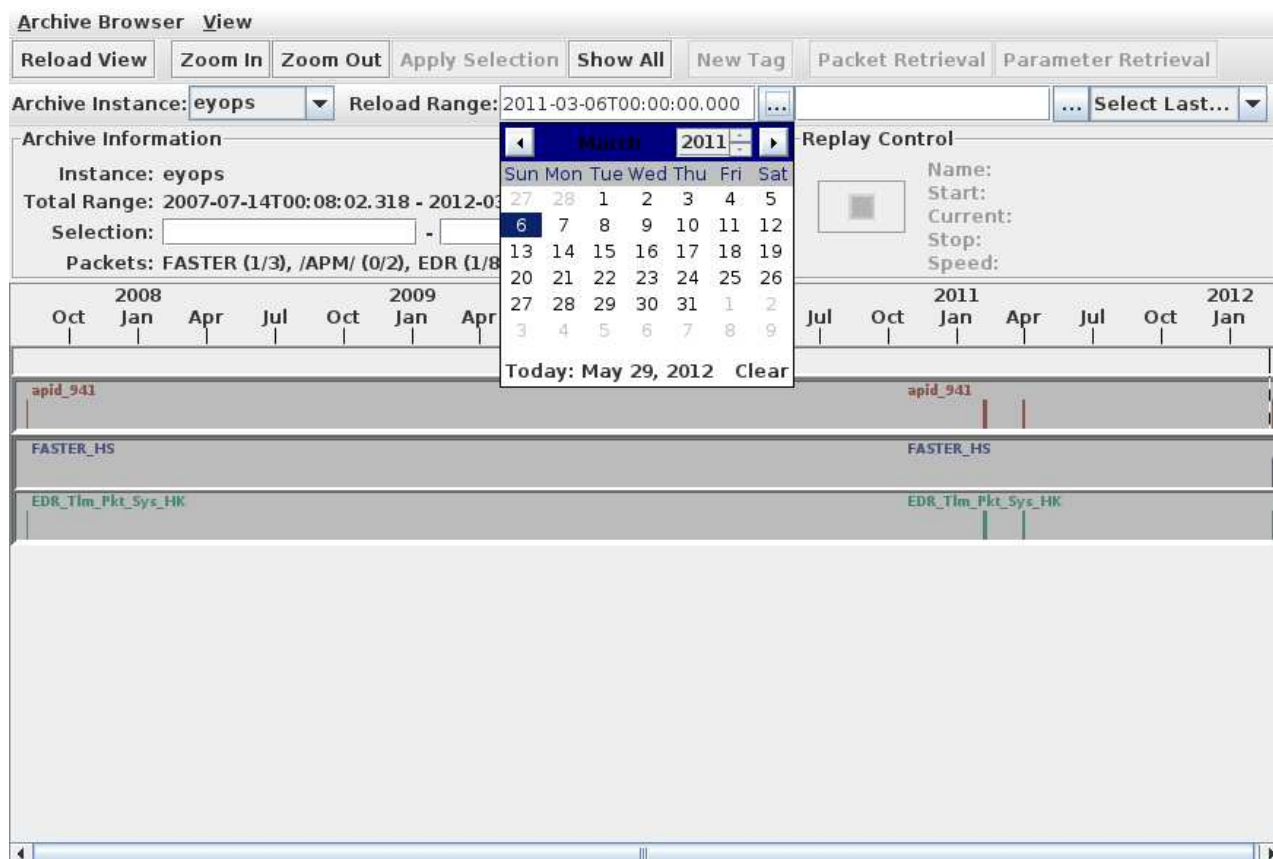 Archive Browser View
Reload View Zoom In Zoom Out Apply Selection Show All New Tag Packet Retrieval Parameter Retrieval
Archive Instance: eyops Reload Range: 2011-03-06T00:00:00.000 ... ... Select Last...
Archive Information
Instance: eyops
Total Range: 2007-07-14T00:08:02.318 - 2012-03
Selection: -
Packets: FASTER (1/3), /APM/ (0/2), EDR (1/8
March 2011
Sun Mon Tue Wed Thu Fri Sat
27 28 1 2 3 4 5
6 7 8 9 10 11 12
13 14 15 16 17 18 19
20 21 22 23 24 25 26
27 28 29 30 31 1 2
3 4 5 6 7 8 9
Today: May 29, 2012 Clear
Replay Control
Name:
Start:
Current:
Stop:
Speed:
2008 2009 2011 2012
Oct Jan Apr Jul Oct Jan Apr Jul Oct Jan Apr Jul Oct Jan
apid_941 apid_941
FASTER_HS FASTER_HS
EDR_Tlm_Pkt_Sys_HK EDR_Tlm_Pkt_Sys_HK